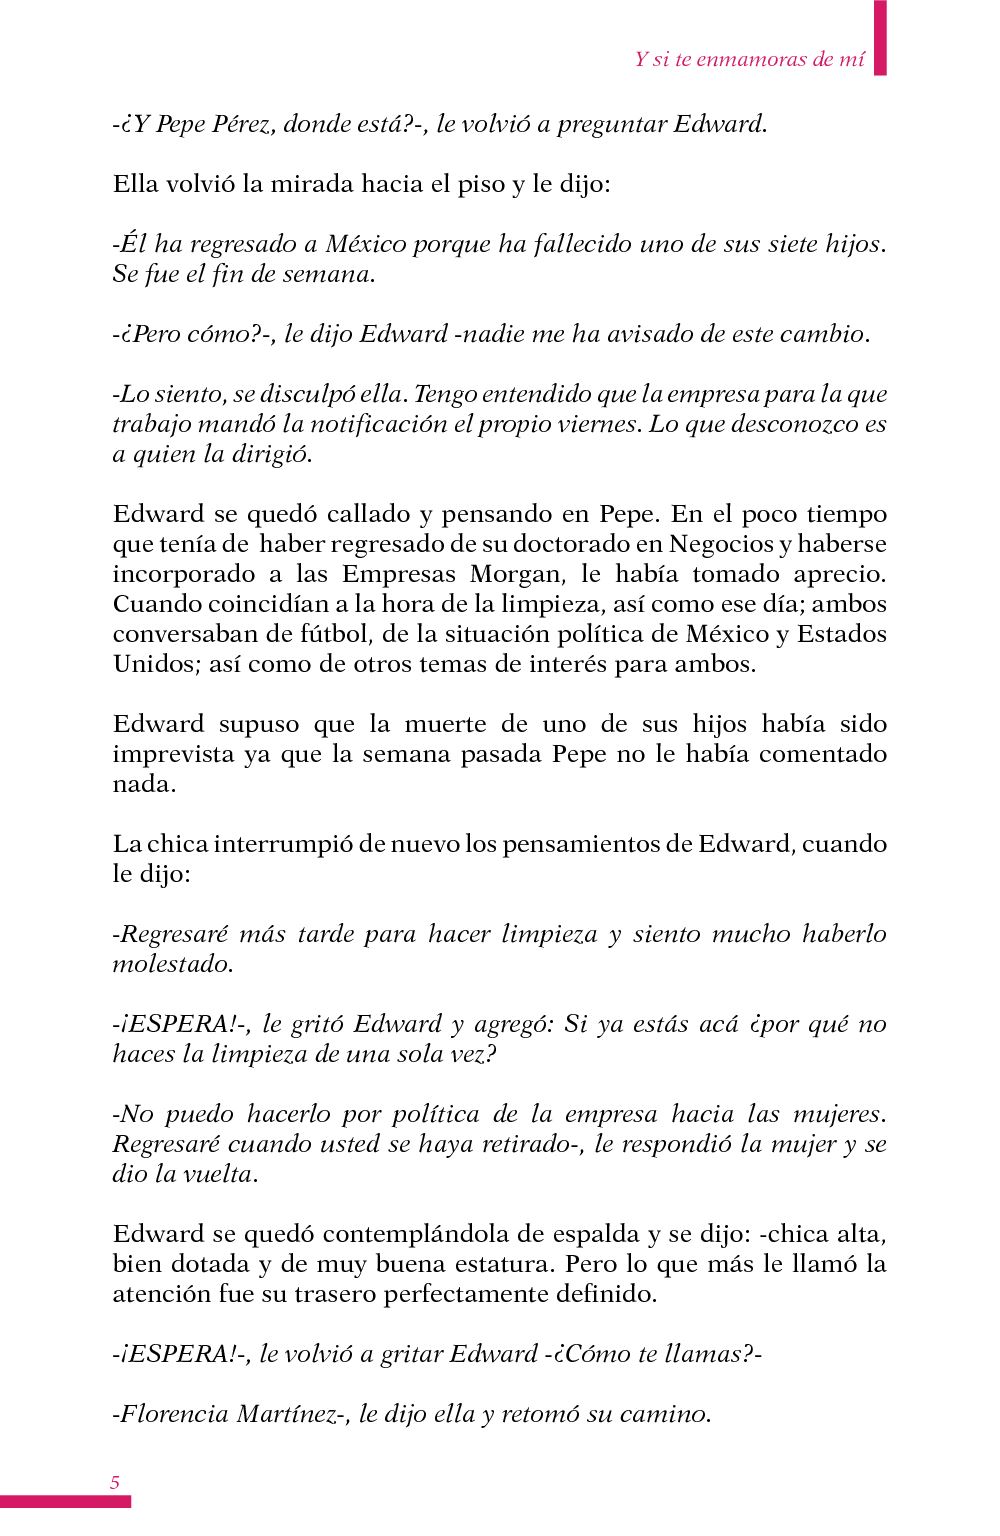 Y si te enmamoras de mí
-¿Y Pepe Pérez, donde está?-, le volvió a preguntar Edward.
Ella volvió la mirada hacia el piso y le dijo:
-Él ha regresado a México porque ha fallecido uno de sus siete hijos.
Se fue el fin de semana.
-¿Pero cómo?-, le dijo Edward -nadie me ha avisado de este cambio.
-Lo siento, se disculpó ella. Tengo entendido que la empresa para la que
trabajo mandó la notificación el propio viernes. Lo que desconozco es
a quien la dirigió.
Edward se quedó callado y pensando en Pepe. En el poco tiempo
que tenía de  haber regresado de su doctorado en Negocios y haberse
incorporado a las Empresas Morgan, le había tomado aprecio.
Cuando coincidían a la hora de la limpieza, así como ese día; ambos
conversaban de fútbol, de la situación política de México y Estados
Unidos; así como de otros temas de interés para ambos.
Edward supuso que la muerte de uno de sus hijos había sido
imprevista ya que la semana pasada Pepe no le había comentado
nada.
La chica interrumpió de nuevo los pensamientos de Edward, cuando
le dijo:
-Regresaré más tarde para hacer limpieza y siento mucho haberlo
molestado.
-¡ESPERA!-, le gritó Edward y agregó: Si ya estás acá ¿por qué no
haces la limpieza de una sola vez?
-No puedo hacerlo por política de la empresa hacia las mujeres.
Regresaré cuando usted se haya retirado-, le respondió la mujer y se
dio la vuelta.
Edward se quedó contemplándola de espalda y se dijo: -chica alta,
bien dotada y de muy buena estatura. Pero lo que más le llamó la
atención fue su trasero perfectamente definido.
-¡ESPERA!-, le volvió a gritar Edward -¿Cómo te llamas?-
-Florencia Martínez-, le dijo ella y retomó su camino.
5